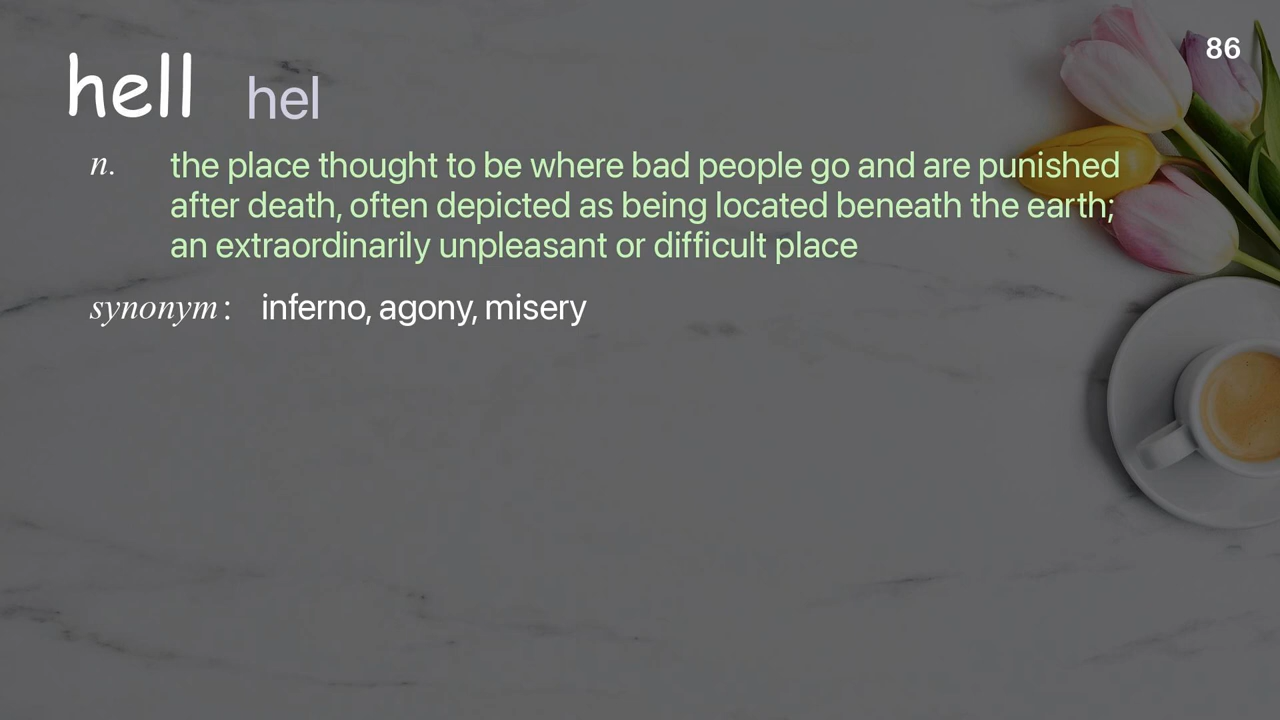 86
hell hel
n. the place thought to be where bad people go and are punished
after death, often depicted as being located beneath the earth;
an extraordinarily unpleasant or difficult place
synonym: inferno, agony, misery